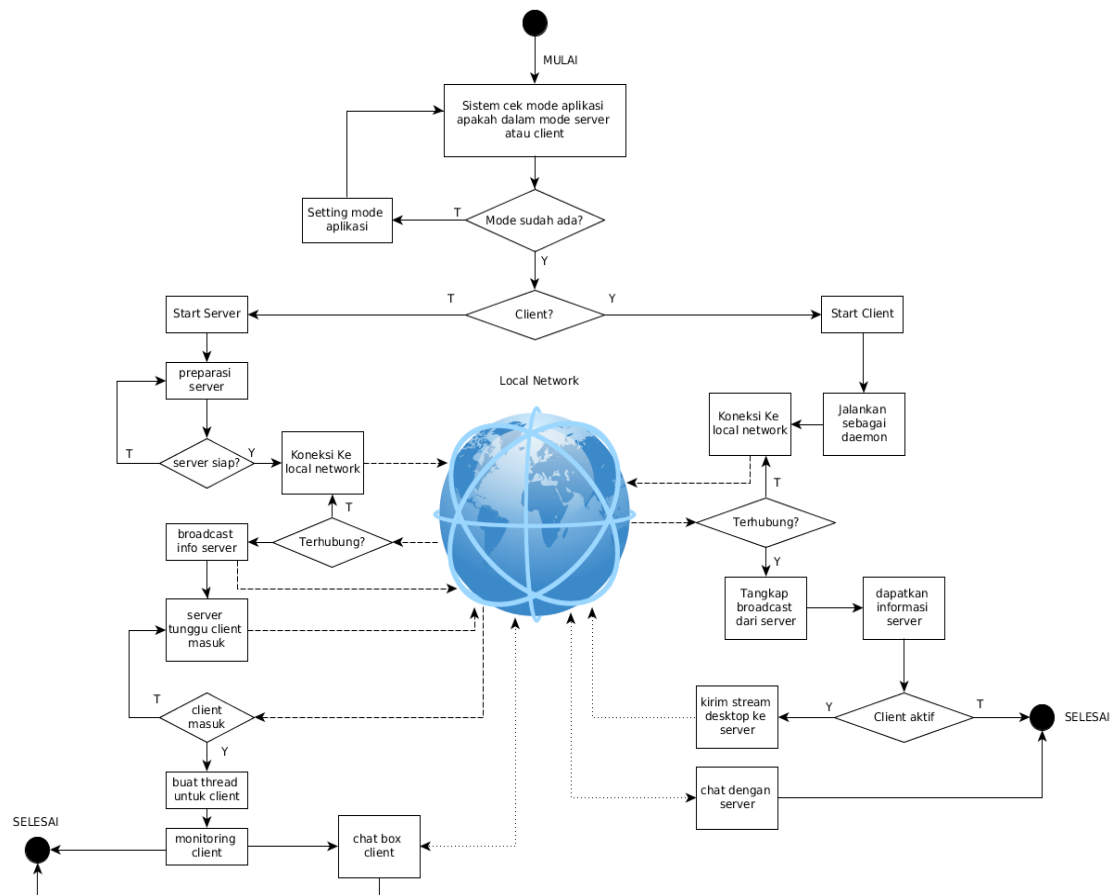 MULAI
Sistem cek mode aplikasi
apakah dalam mode server
atau client
Setting mode
aplikasi
T
Mode sudah ada?
Y
Start Server
T
Client?
Y
Start Client
preparasi
server
Local Network
Koneksi Ke
local network
Jalankan
sebagai
daemon
T
server siap?
Y
Koneksi Ke
local network
T
T
broadcast
info server
Terhubung?
Terhubung?
Y
server
tunggu client
masuk
Tangkap
broadcast
dari server
dapatkan
informasi
server
T
client
masuk
Y
kirim stream
desktop ke
server
Y
Client aktif
T
SELESAI
buat thread
untuk client
chat dengan
server
SELESAI
monitoring
client
chat box
client